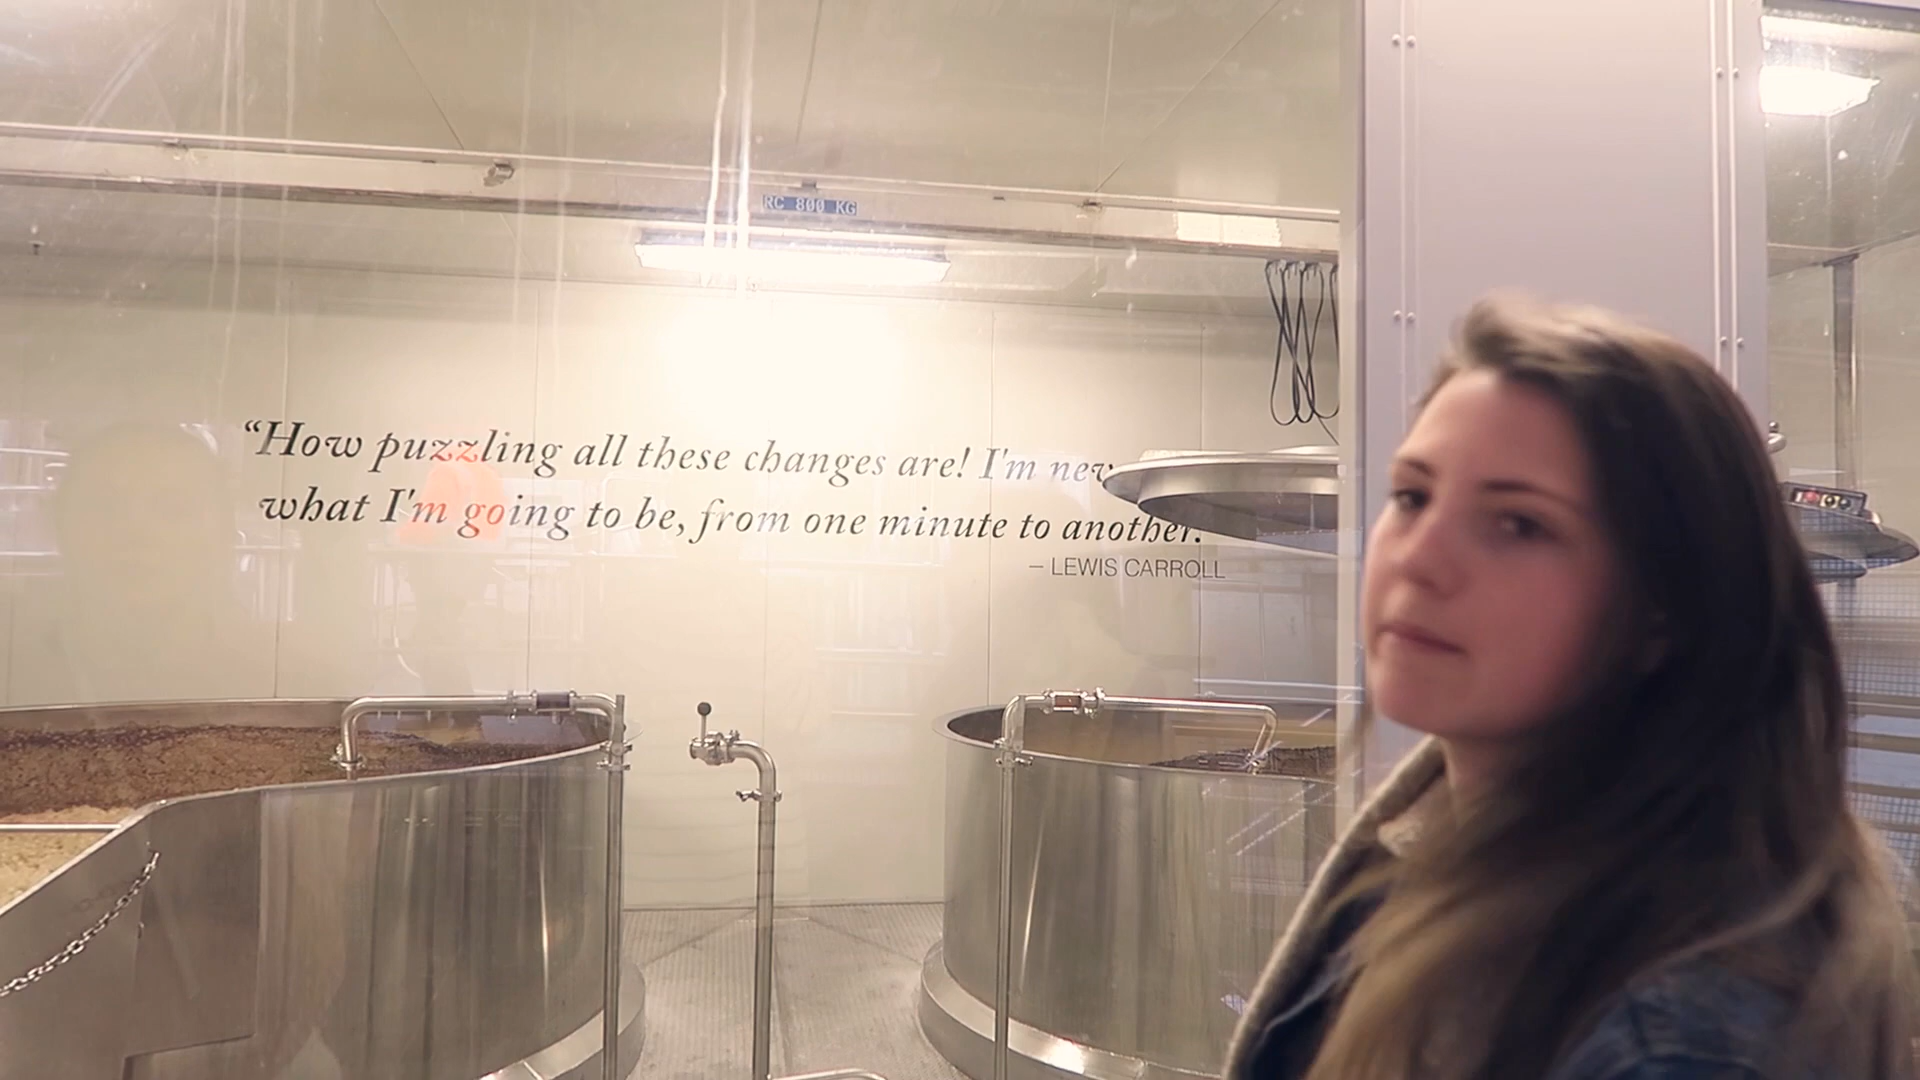 RC 800 KG
“How puzzling all these changes are! I'm
what I'm going to be, from one minute to another.
– LEWIS CARROLL